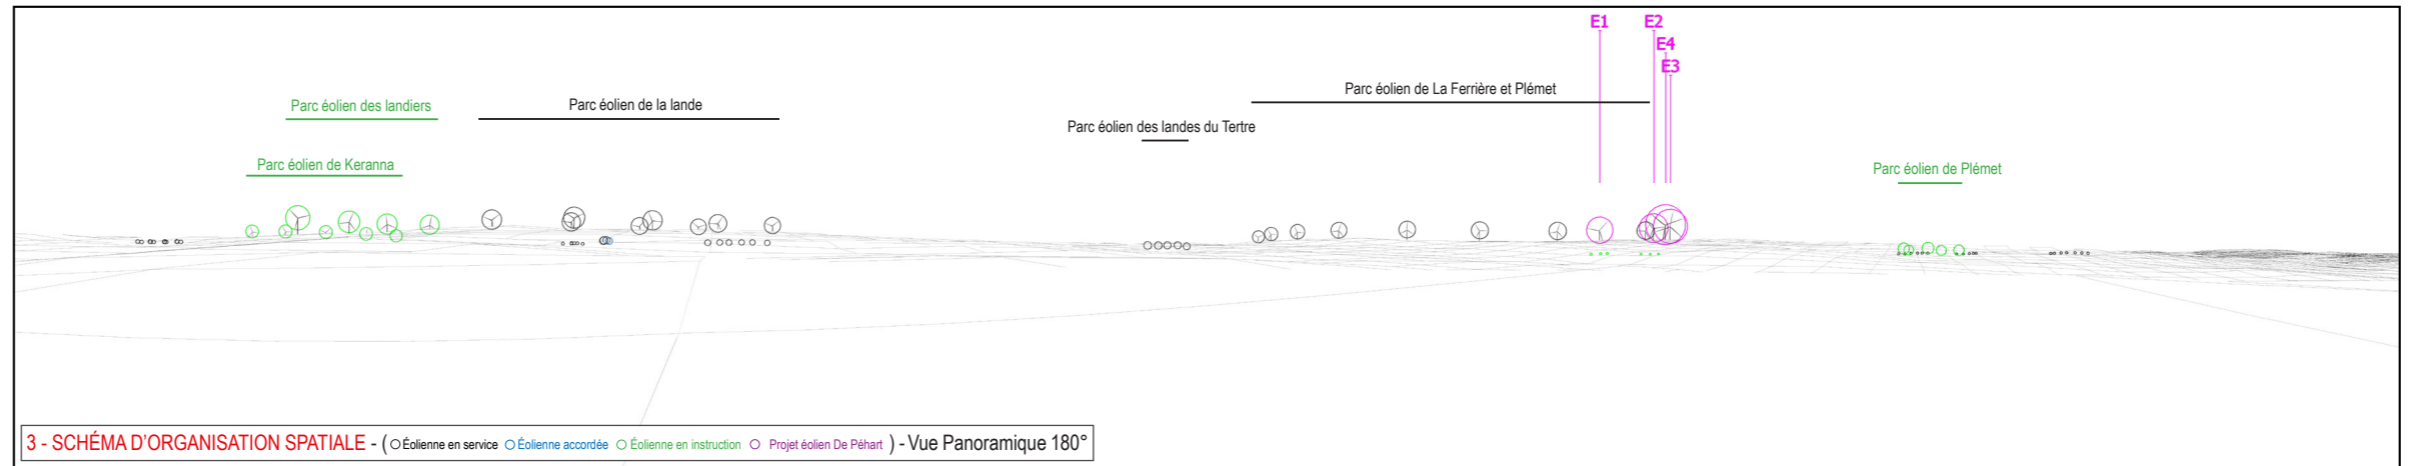 E1 E2
E4
E3
Parc éolien de La Ferrière et Plémet
Parc éolien des landiers
Parc éolien de la lande
Parc éolien des landes du Tertre
Parc éolien de Keranna
Parc éolien de Plémet
3 - SCHÉMA D'ORGANISATION SPATIALE - ( Éolienne en service Éolienne accordée Éolienne en instruction Projet éolien De Péhart ) - Vue Panoramique 180°